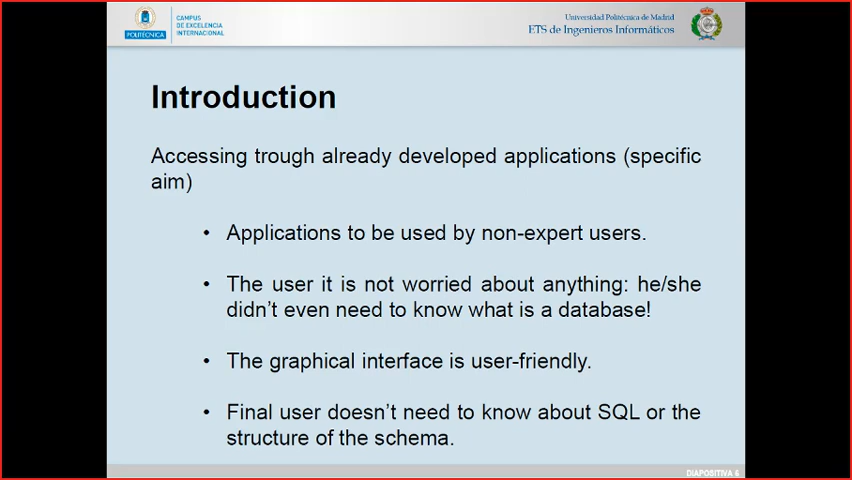 POLITÉCNICA
CAMPUS
DE EXCELENCIA
INTERNACIONAL
Universidad Politécnica de Madrid
ETS de Ingenieros Informáticos
Introduction
Accessing trough already developed applications (specific
aim)
• Applications to be used by non-expert users.
• The user it is not worried about anything: he/she
didn't even need to know what is a database!
• The graphical interface is user-friendly.
• Final user doesn't need to know about SQL or the
structure of the schema.
DIAPOSITIVA 6